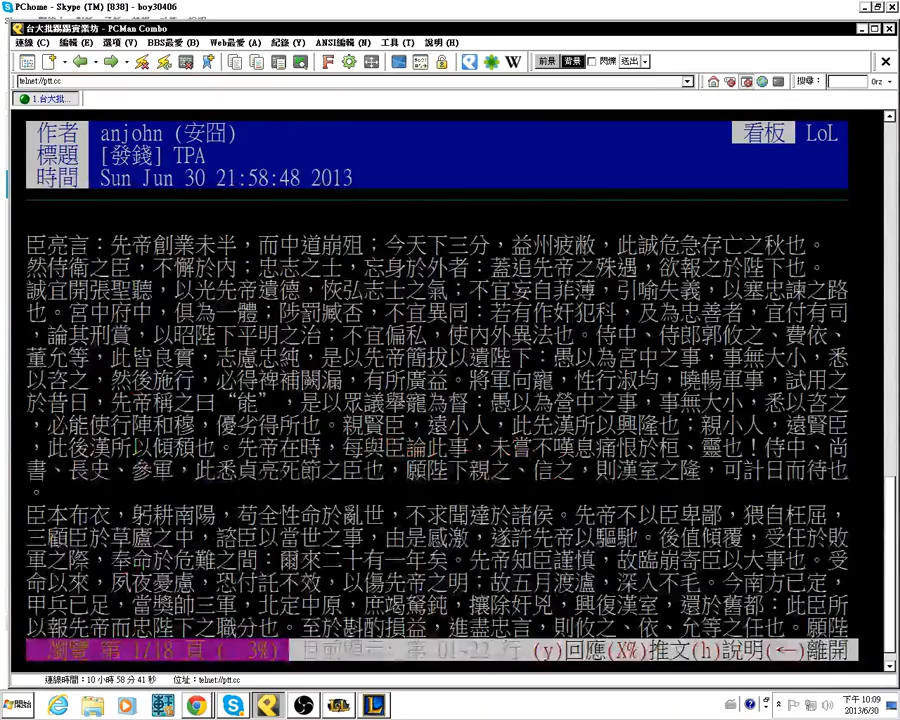 PChome - Skype (TM) [838] - boy30406
台大批踢踢實業坊 - PCMan Combo
連線 (C) 編輯 (E) 選項 (V) BBS最愛 (B) Web最愛 (A) 紀錄 (Y) ANSI編輯 (N) 工具 (T) 說明 (H)
前景 背景 閃爍 送出
telnet://ptt.cc 搜尋： 0rz
1.台大批...
作者 anjohn (安囧) 看板 LoL
標題 [發錢] TPA
時間 Sun Jun 30 21:58:48 2013
臣亮言：先帝創業未半，而中道崩殂；今天下三分，益州疲敝，此誠危急存亡之秋也。
然侍衛之臣，不懈於內；忠志之士，忘身於外者：蓋追先帝之殊遇，欲報之於陛下也。
誠宜開張聖聽，以光先帝遺德，恢弘志士之氣；不宜妄自菲薄，引喻失義，以塞忠諫之路
也。宮中府中，俱為一體；陟罰臧否，不宜異同：若有作奸犯科，及為忠善者，宜付有司
，論其刑賞，以昭陛下平明之治，不宜偏私，使內外異法也。侍中、侍郎郭攸之、費依、
董允等，此皆良實，志慮忠純，是以先帝簡拔以遺陛下：愚以為宮中之事，事無大小，悉
以咨之，然後施行，必得裨補闕漏，有所廣益。將軍向寵，性行淑均，曉暢軍事，試用之
於昔日，先帝稱之曰“能”，是以眾議舉寵為督：愚以為營中之事，事無大小，悉以咨之
，必能使行陣和穆，優劣得所也。親賢臣，遠小人，此先漢所以興隆也；親小人，遠賢臣
，此後漢所以傾頹也。先帝在時，每與臣論此事，未嘗不嘆息痛恨於桓、靈也！侍中、尚
書、長史、參軍，此悉貞亮死節之臣也，願陛下親之、信之，則漢室之隆，可計日而待也
。
臣本布衣，躬耕南陽，苟全性命於亂世，不求聞達於諸侯。先帝不以臣卑鄙，猥自枉屈，
三顧臣於草廬之中，諮臣以當世之事，由是感激，遂許先帝以驅馳。後值傾覆，受任於敗
軍之際，奉命於危難之間：爾來二十有一年矣。先帝知臣謹慎，故臨崩寄臣以大事也。受
命以來，夙夜憂慮，恐付託不效，以傷先帝之明；故五月渡瀘，深入不毛。今南方已定，
甲兵已足，當獎帥三軍，北定中原，庶竭駑鈍，攘除奸兇，興復漢室，還於舊都：此臣所
以報先帝而忠陛下之職分也。至於斟酌損益，進盡忠言，則攸之、依、允等之任也。願陛
瀏覽 第 1/18 頁 ( 3%) 目前顯示: 第 01~22 行 (y)回應(X%)推文(h)說明(←)離開
連線時間：10 小時 58 分 41 秒 位址：telnet://ptt.cc
開始 下午 10:09
2013/6/30